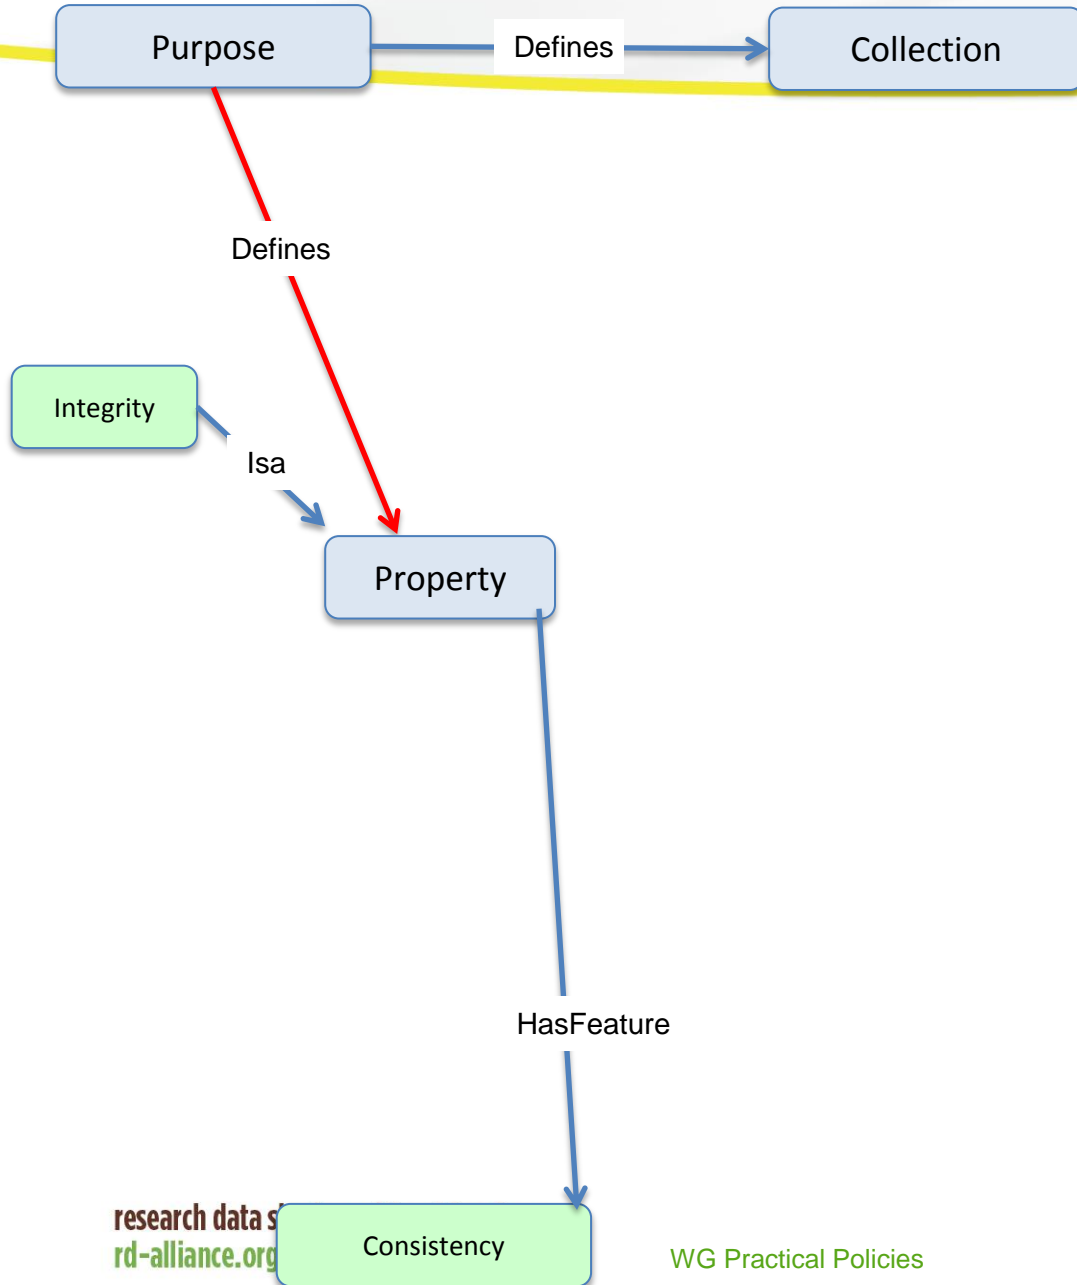 Purpose
Defines
Collection
Defines
Integrity
Isa
Property
HasFeature
research data s
rd-alliance.org
Consistency
WG Practical Policies